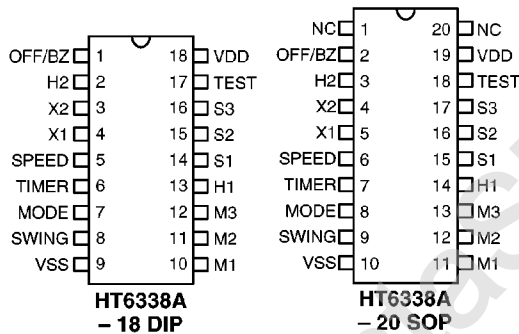 OFF/BZ 1 18 VDD
H2 2 17 TEST
X2 3 16 S3
X1 4 15 S2
SPEED 5 14 S1
TIMER 6 13 H1
MODE 7 12 M3
SWING 8 11 M2
VSS 9 10 M1
HT6338A
– 18 DIP
NC 1 20 NC
OFF/BZ 2 19 VDD
H2 3 18 TEST
X2 4 17 S3
X1 5 16 S2
SPEED 6 15 S1
TIMER 7 14 H1
MODE 8 13 M3
SWING 9 12 M2
VSS 10 11 M1
HT6338A
– 20 SOP